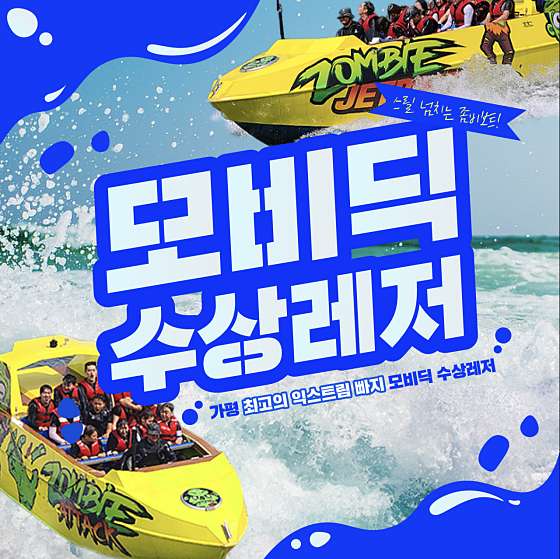 ZOMBIE
JET
스릴 넘치는 좀비보트!
모비딕
수상레저
가평 최고의 익스트림 빠지 모비딕 수상레저
ZOMBIE
ATTACK